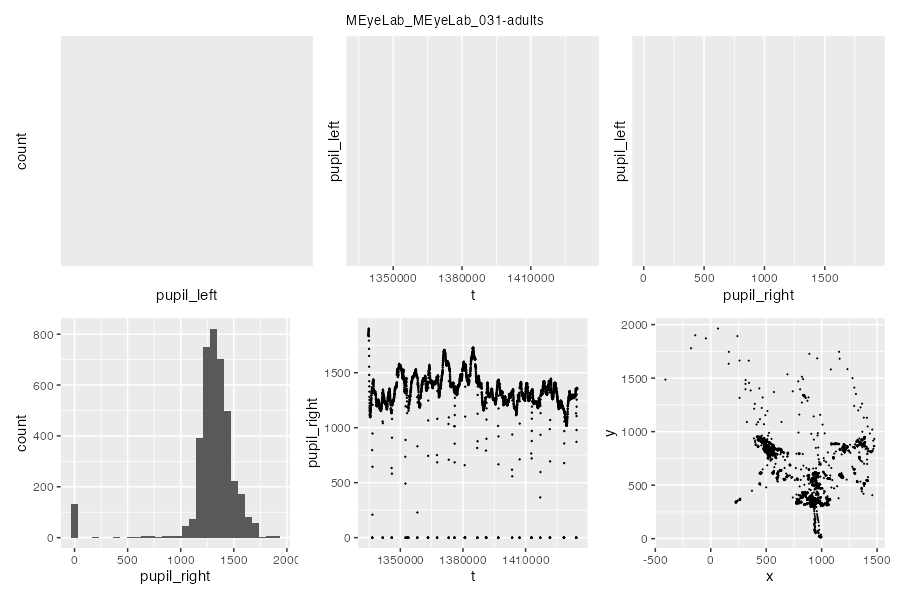 MEyeLab_MEyeLab_031-adults
count
pupil_left
pupil_left
1350000 1380000 1410000
t
pupil_left
0 500 1000 1500
pupil_right
count
800
600
400
200
0
0 500 1000 1500 2000
pupil_right
pupil_right
1500
1000
500
0
1350000 1380000 1410000
t
y
2000
1500
1000
500
0
-500 0 500 1000 1500
x